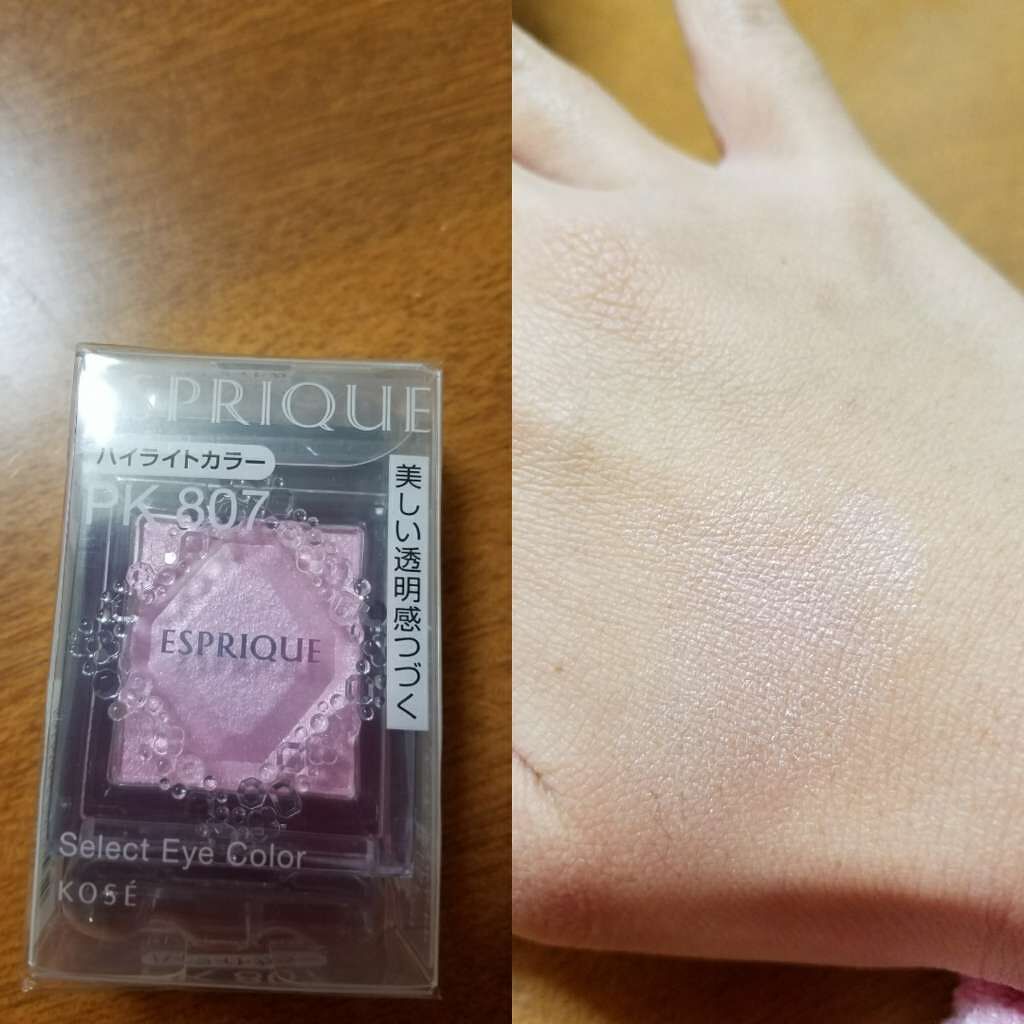 ESPRIQUE
ハイライトカラー
PK 807
美しい透明感つづく
ESPRIQUE
Select Eye Color
KOSÉ